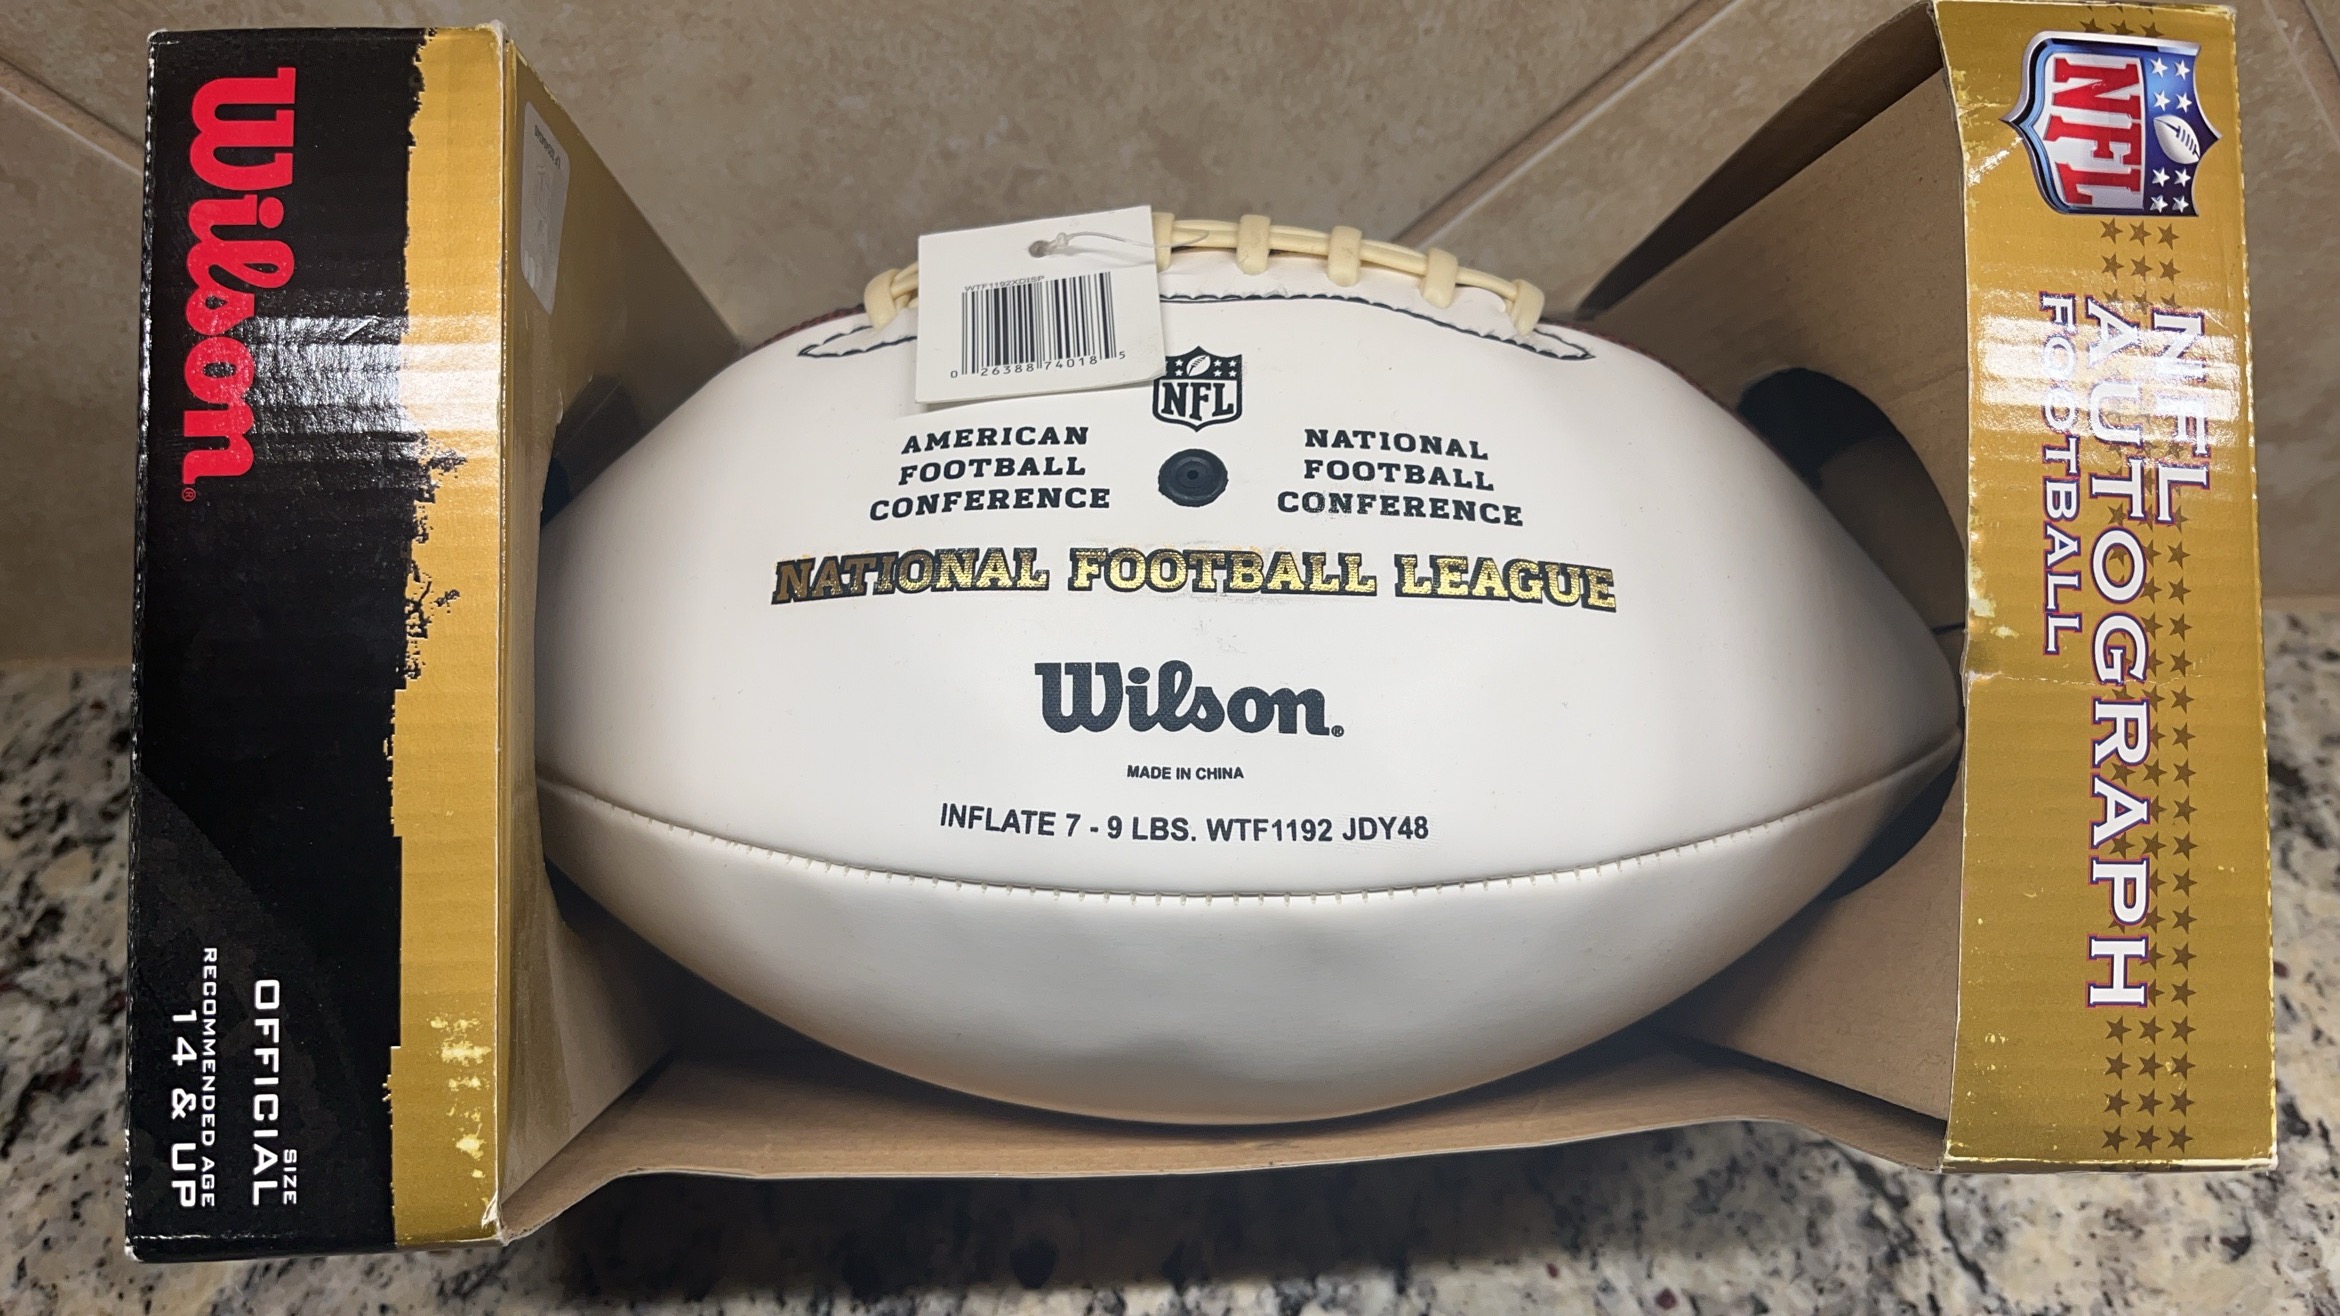 Wilson®
OFFICIAL
SIZE
RECOMMENDED AGE
14 & UP
WTF1192XDISP
0 26388 74018 5
NFL
AMERICAN
FOOTBALL
CONFERENCE
NATIONAL
FOOTBALL
CONFERENCE
NATIONAL FOOTBALL LEAGUE
Wilson®
MADE IN CHINA
INFLATE 7 - 9 LBS. WTF1192 JDY48
NFL
NFL
AUTOGRAPH
FOOTBALL